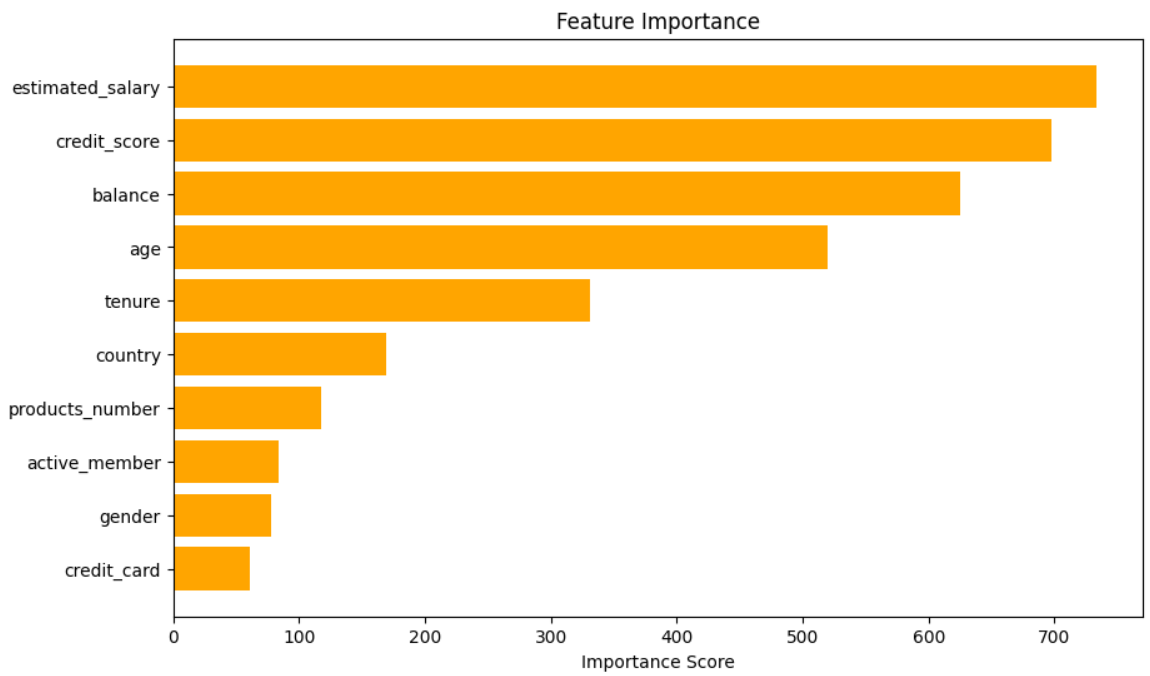 Feature Importance
estimated_salary
credit_score
balance
age
tenure
country
products_number
active_member
gender
credit_card
0 100 200 300 400 500 600 700
Importance Score